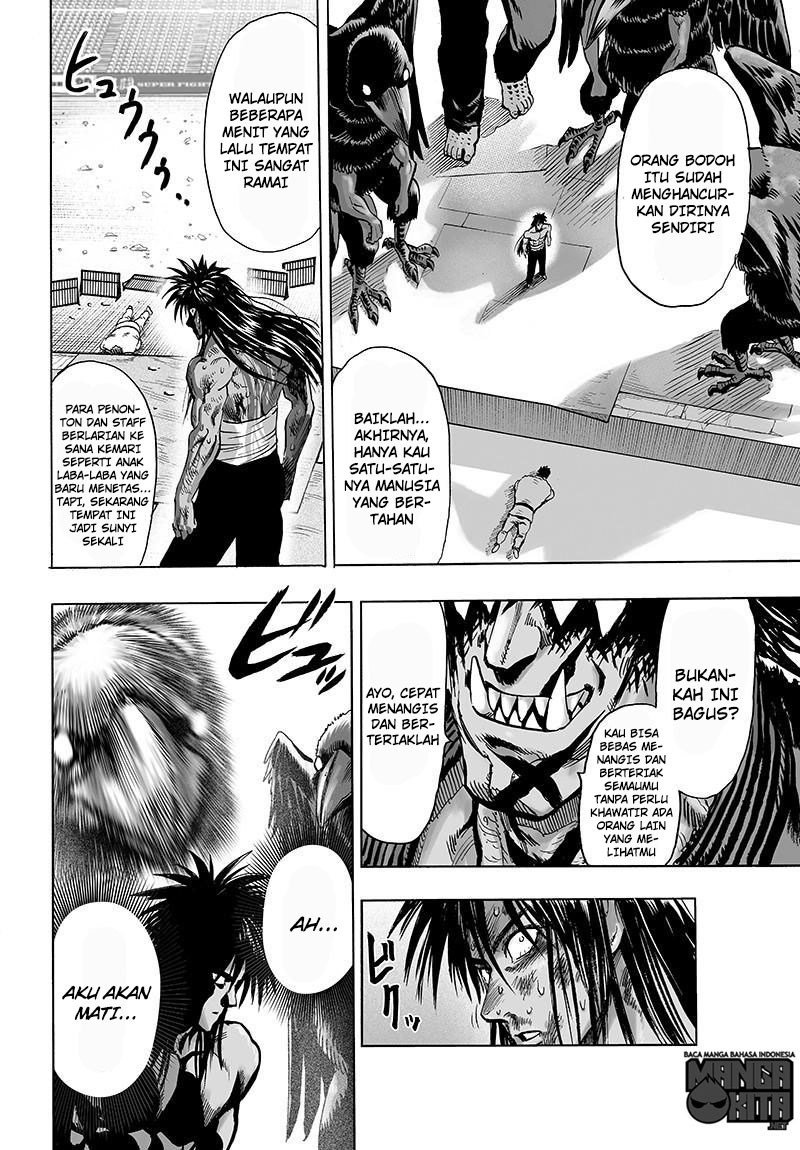 ORANG BODOH
ITU SUDAH
MENGHANCUR-
KAN DIRINYA
SENDIRI
BAIKLAH...
AKHIRNYA,
HANYA KAU
SATU-SATU-
NYA MANUSIA
YANG BER-
TAHAN
SUPER FIGHT
WALAUPUN
BEBERAPA
MENIT YANG
LALU TEMPAT
INI SANGAT
RAMAI
ヒュウゥゥ‥
PARA PENON-
TON DAN STAFF
BERLARIAN KE
SANA KEMARI
SEPERTI ANAK
LABA-LABA YANG
BARU MENETAS...
TAPI, SEKARANG
TEMPAT INI
JADI SUNYI
SEKALI
BUKAN-
KAH INI
BAGUS?
KAU BISA
BEBAS ME-
NANGIS DAN
BERTERIAK
SEMAUMU
TANPA PERLU
KHAWATIR ADA
ORANG LAIN
YANG ME-
LIHATMU
AYO, CEPAT
MENANGIS
DAN BER-
TERIAKLAH
ビクッ
ビュッ
AH...
AKU AKAN
MATI...
BACA MANGA BAHASA INDONESIA
MANGA
KITA
.NET